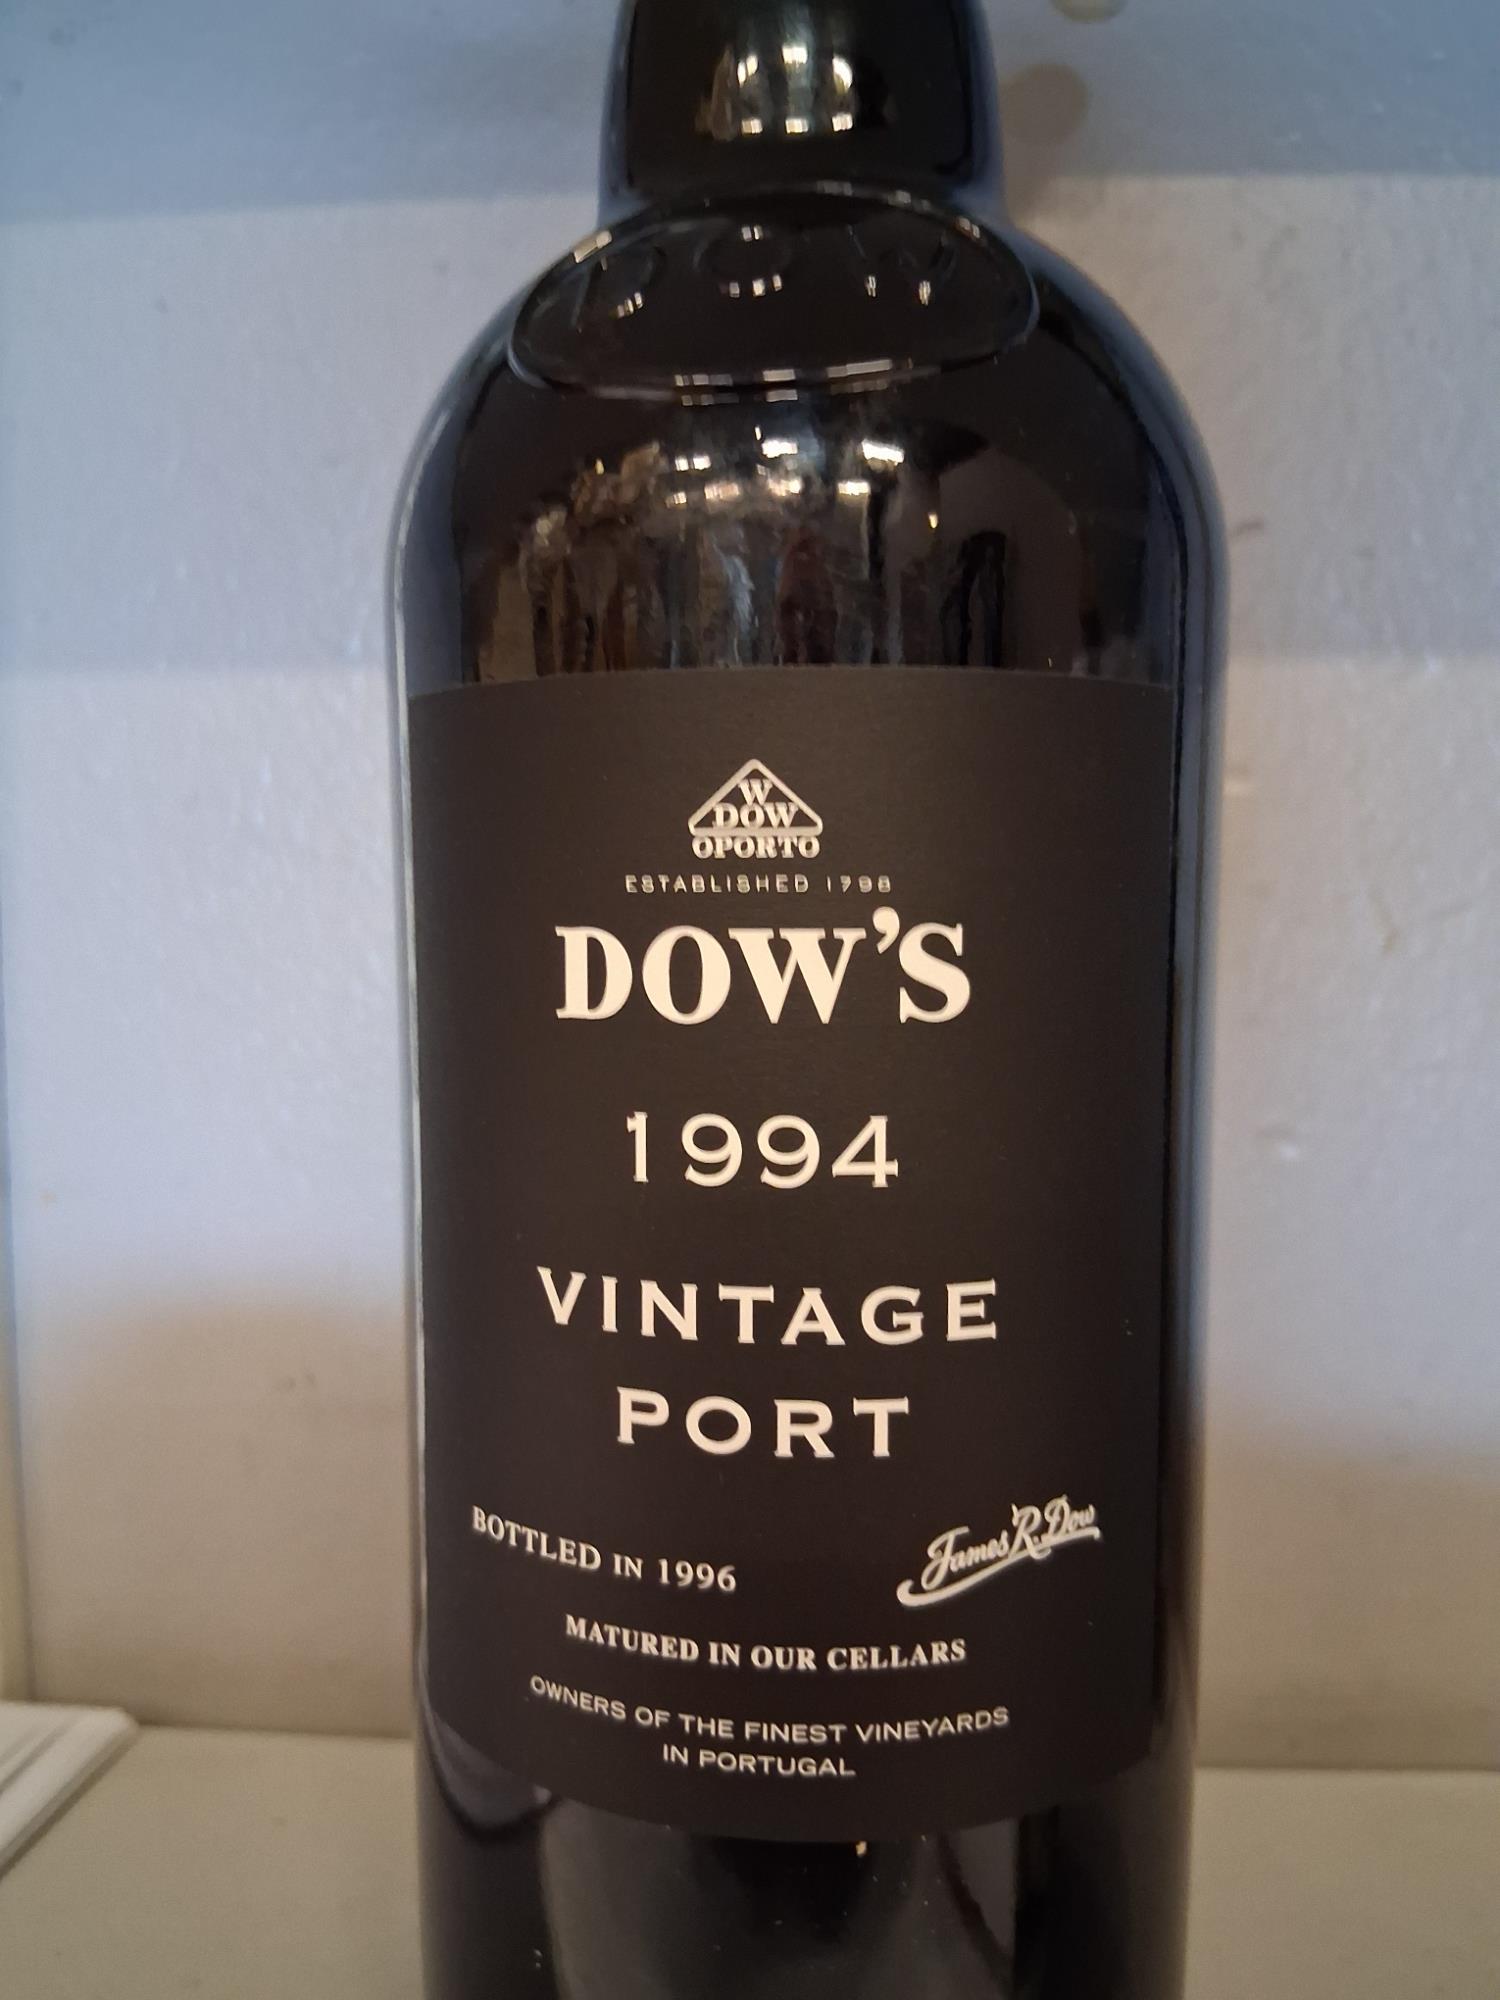 DOW
W
DOW
OPORTO
ESTABLISHED 1798
DOW'S
1994
VINTAGE
PORT
BOTTLED IN 1996
James R. Dow
MATURED IN OUR CELLARS
OWNERS OF THE FINEST VINEYARDS
IN PORTUGAL